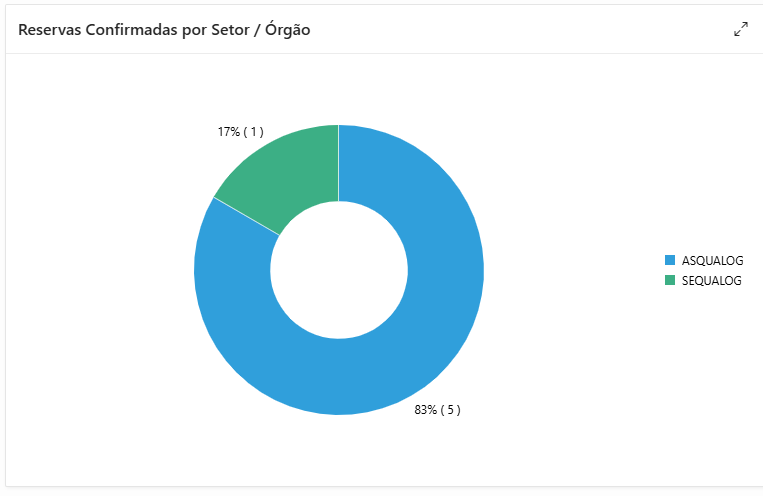 Reservas Confirmadas por Setor / Órgão
17% ( 1 )
ASQUALOG
SEQUALOG
83% ( 5 )